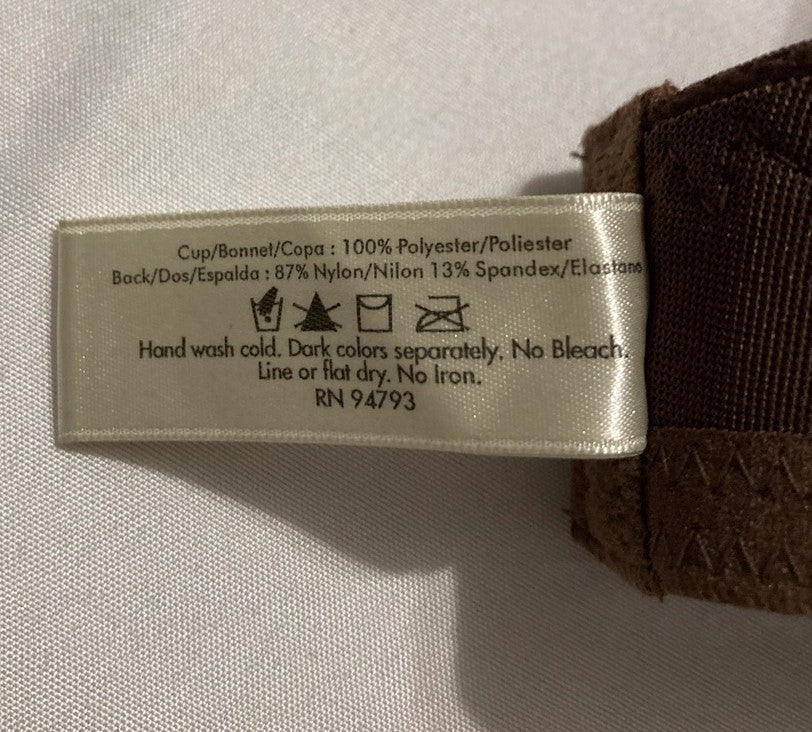 Cup/Bonnet/Copa : 100% Polyester/Poliester
Back/Dos/Espalda : 87% Nylon/Nilon 13% Spandex/Elastano
Hand wash cold. Dark colors separately. No Bleach.
Line or flat dry. No Iron.
RN 94793